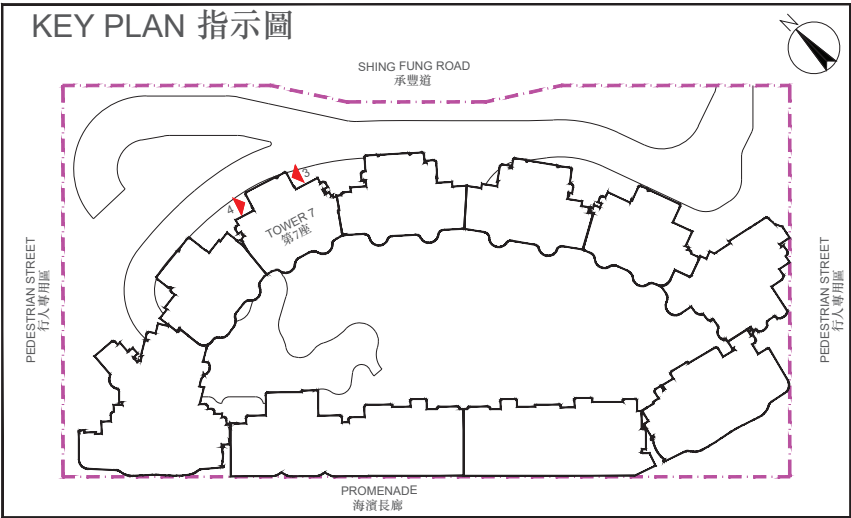 KEY PLAN 指示圖
N
SHING FUNG ROAD
承豐道
3
4
TOWER 7
第7座
PEDESTRIAN STREET
行人專用區
PEDESTRIAN STREET
行人專用區
PROMENADE
海濱長廊